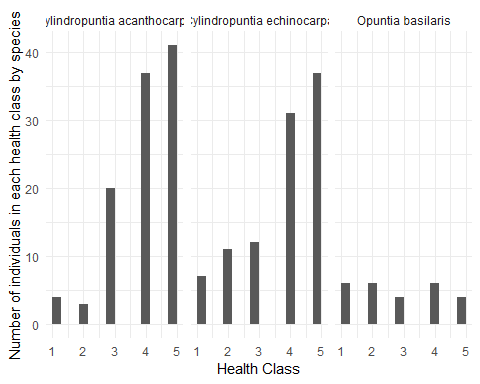 ylindropuntia acanthocarp
ylindropuntia echinocarpa
Opuntia basilaris
Number of individuals in each health class by species
40
30
20
10
0
1 2 3 4 5
1 2 3 4 5
1 2 3 4 5
Health Class